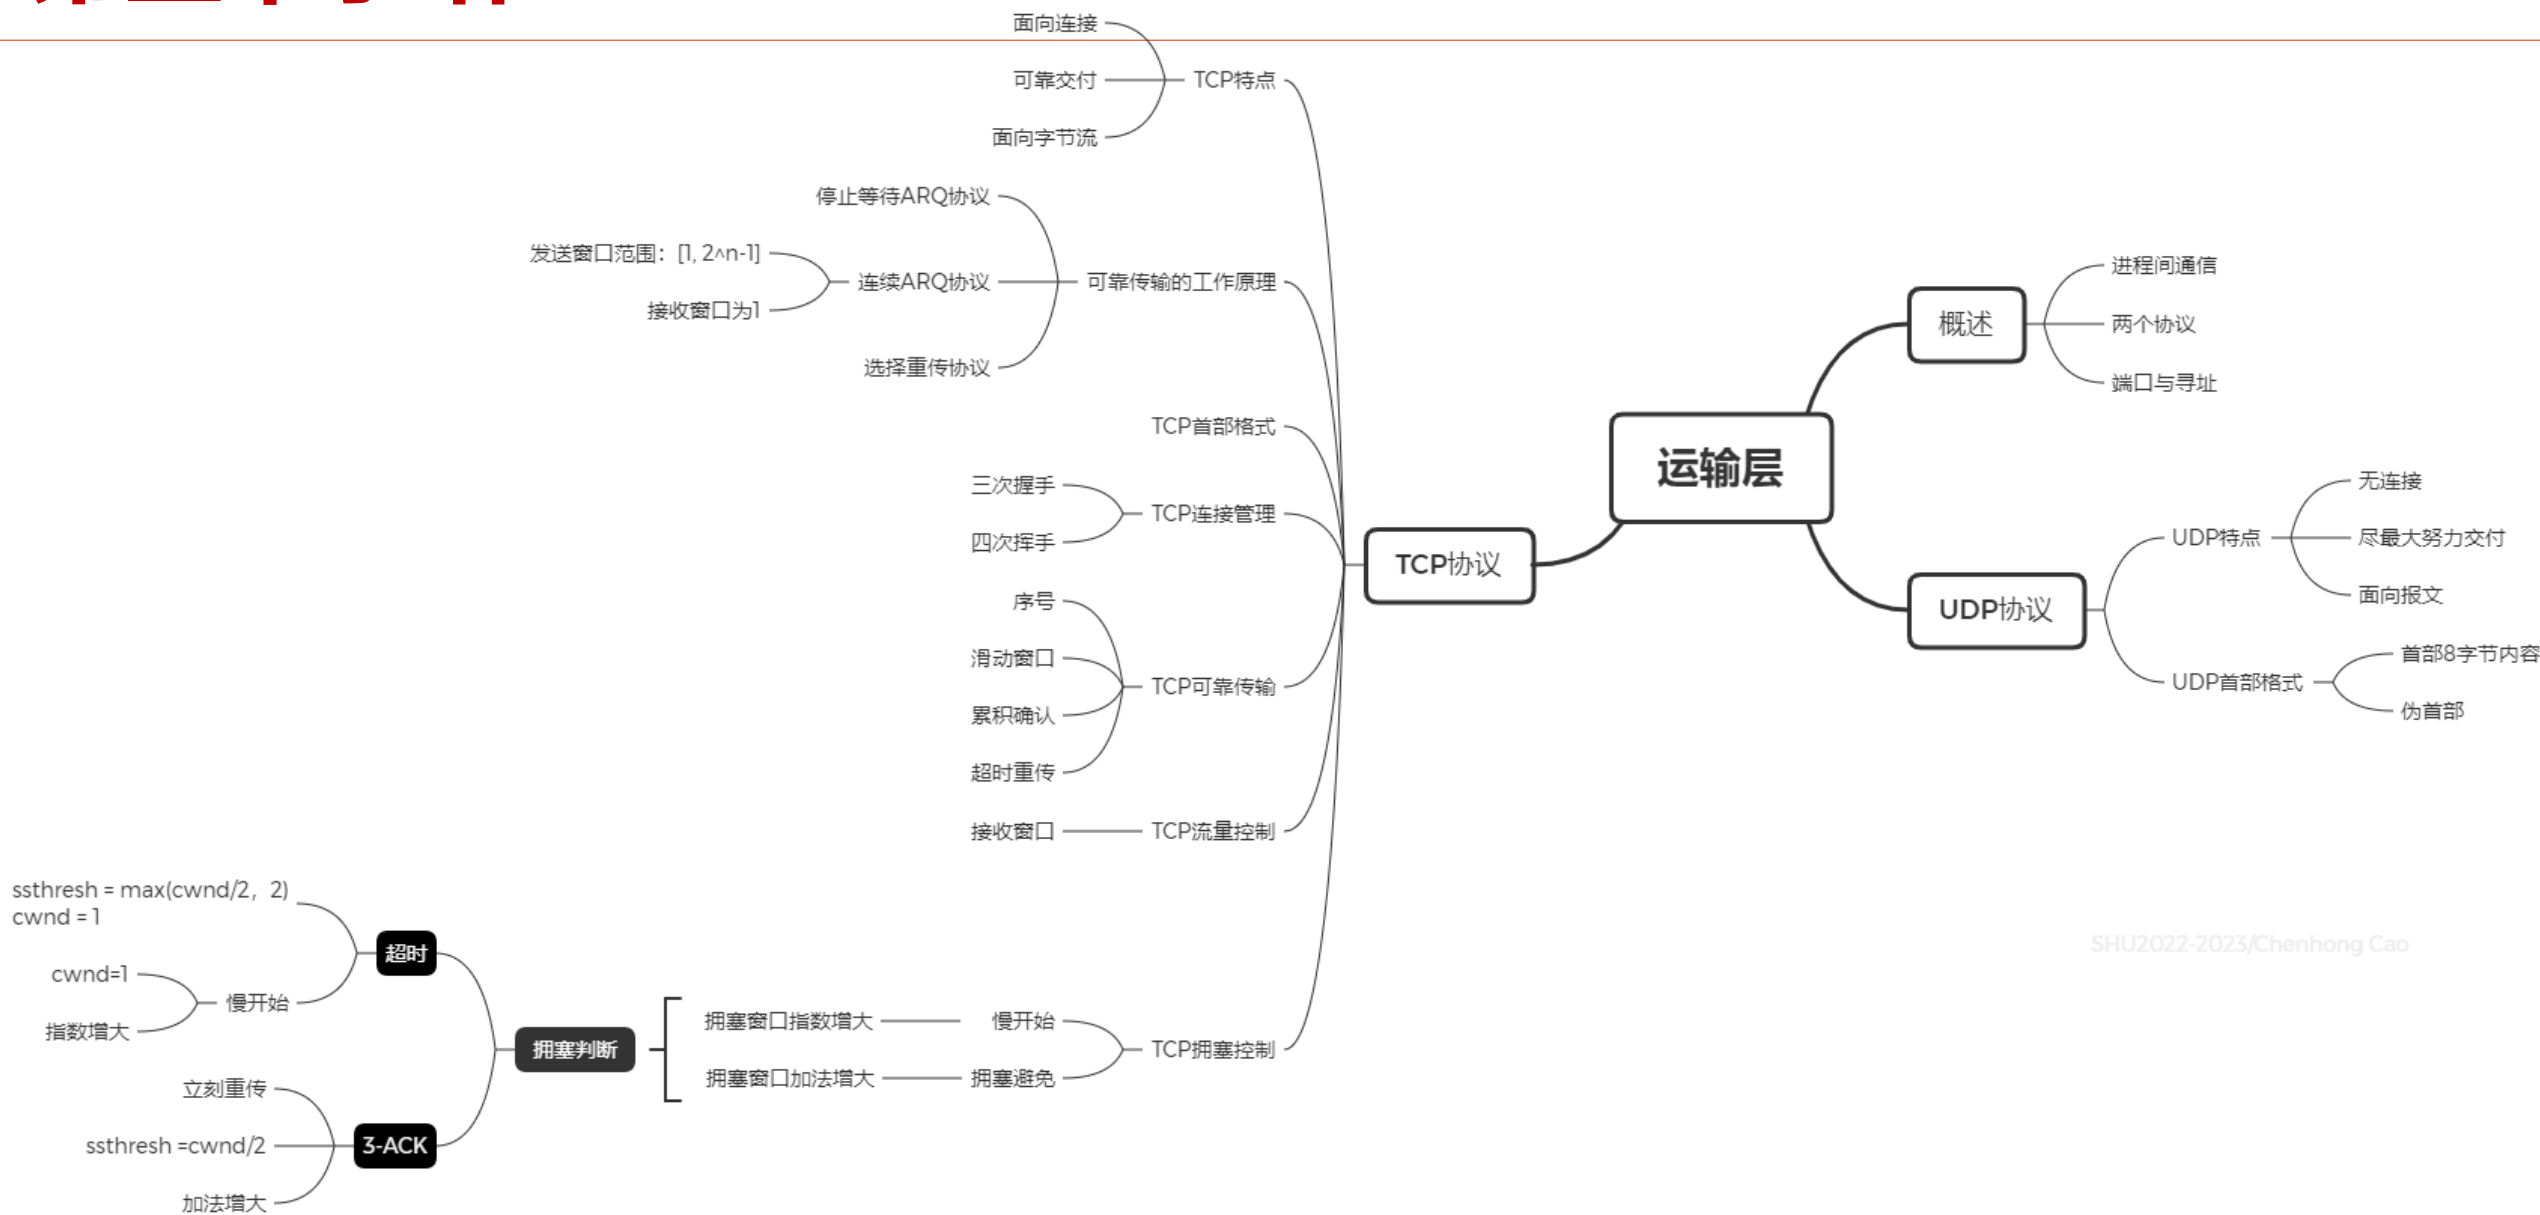 面向连接
可靠交付
TCP特点
面向字节流
停止等待ARQ协议
发送窗口范围：[1, 2^n-1]
连续ARQ协议
可靠传输的工作原理
接收窗口为1
选择重传协议
TCP首部格式
三次握手
TCP连接管理
四次挥手
序号
滑动窗口
TCP可靠传输
累积确认
超时重传
接收窗口
TCP流量控制
ssthresh = max(cwnd/2，2)
cwnd = 1
超时
cwnd=1
慢开始
指数增大
拥塞判断
拥塞窗口指数增大
慢开始
TCP拥塞控制
拥塞窗口加法增大
拥塞避免
立刻重传
ssthresh =cwnd/2
3-ACK
加法增大
TCP协议
运输层
概述
进程间通信
两个协议
端口与寻址
UDP协议
UDP特点
无连接
尽最大努力交付
面向报文
UDP首部格式
首部8字节内容
伪首部
SHU2022-2023/Chenhong Cao